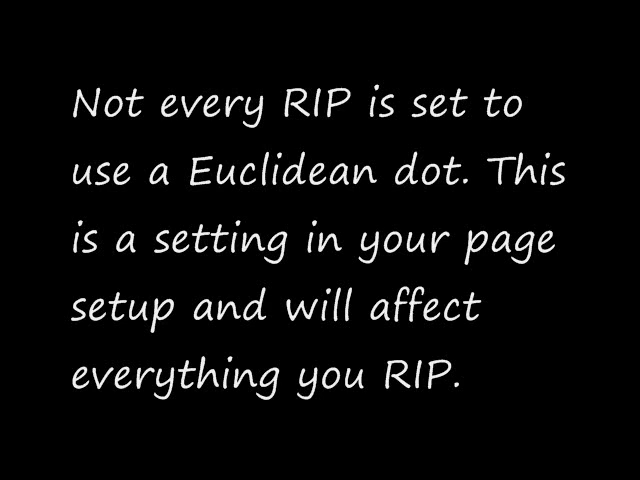 Not every RIP is set to
use a Euclidean dot. This
is a setting in your page
setup and will affect
everything you RIP.